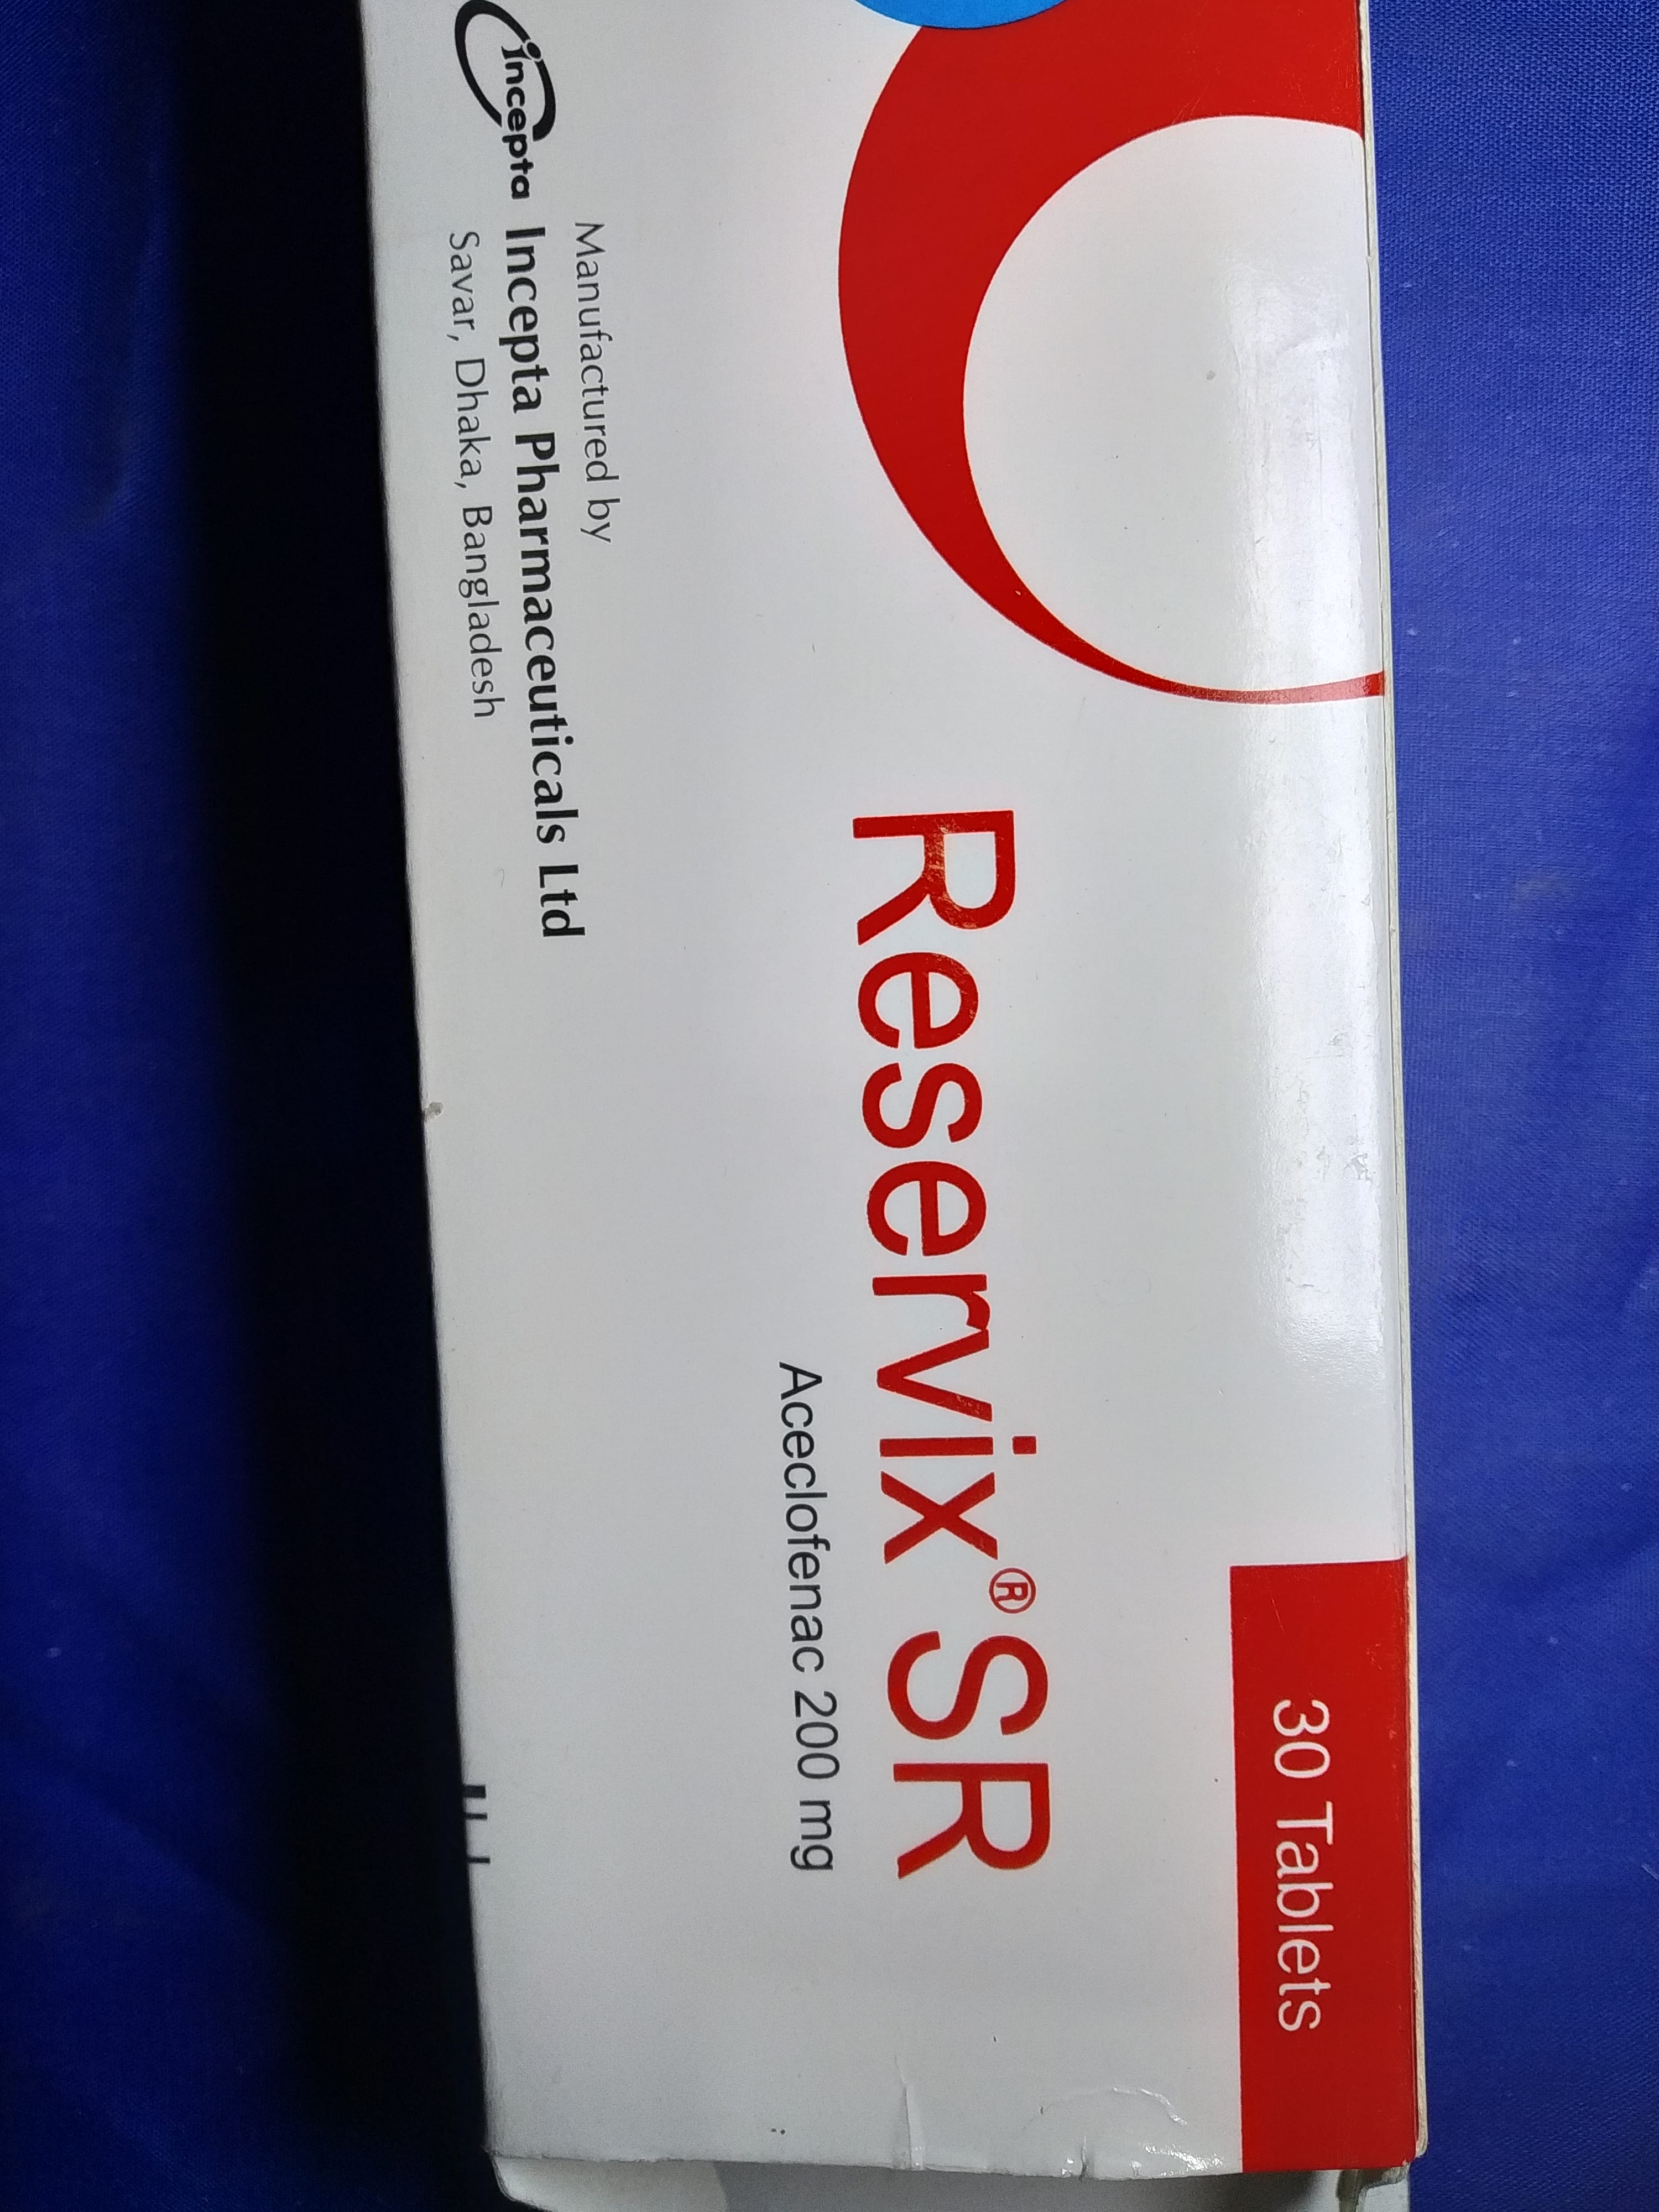 30 Tablets
Reservix® SR
Aceclofenac 200 mg
Manufactured by
incepta
Incepta Pharmaceuticals Ltd
Savar, Dhaka, Bangladesh